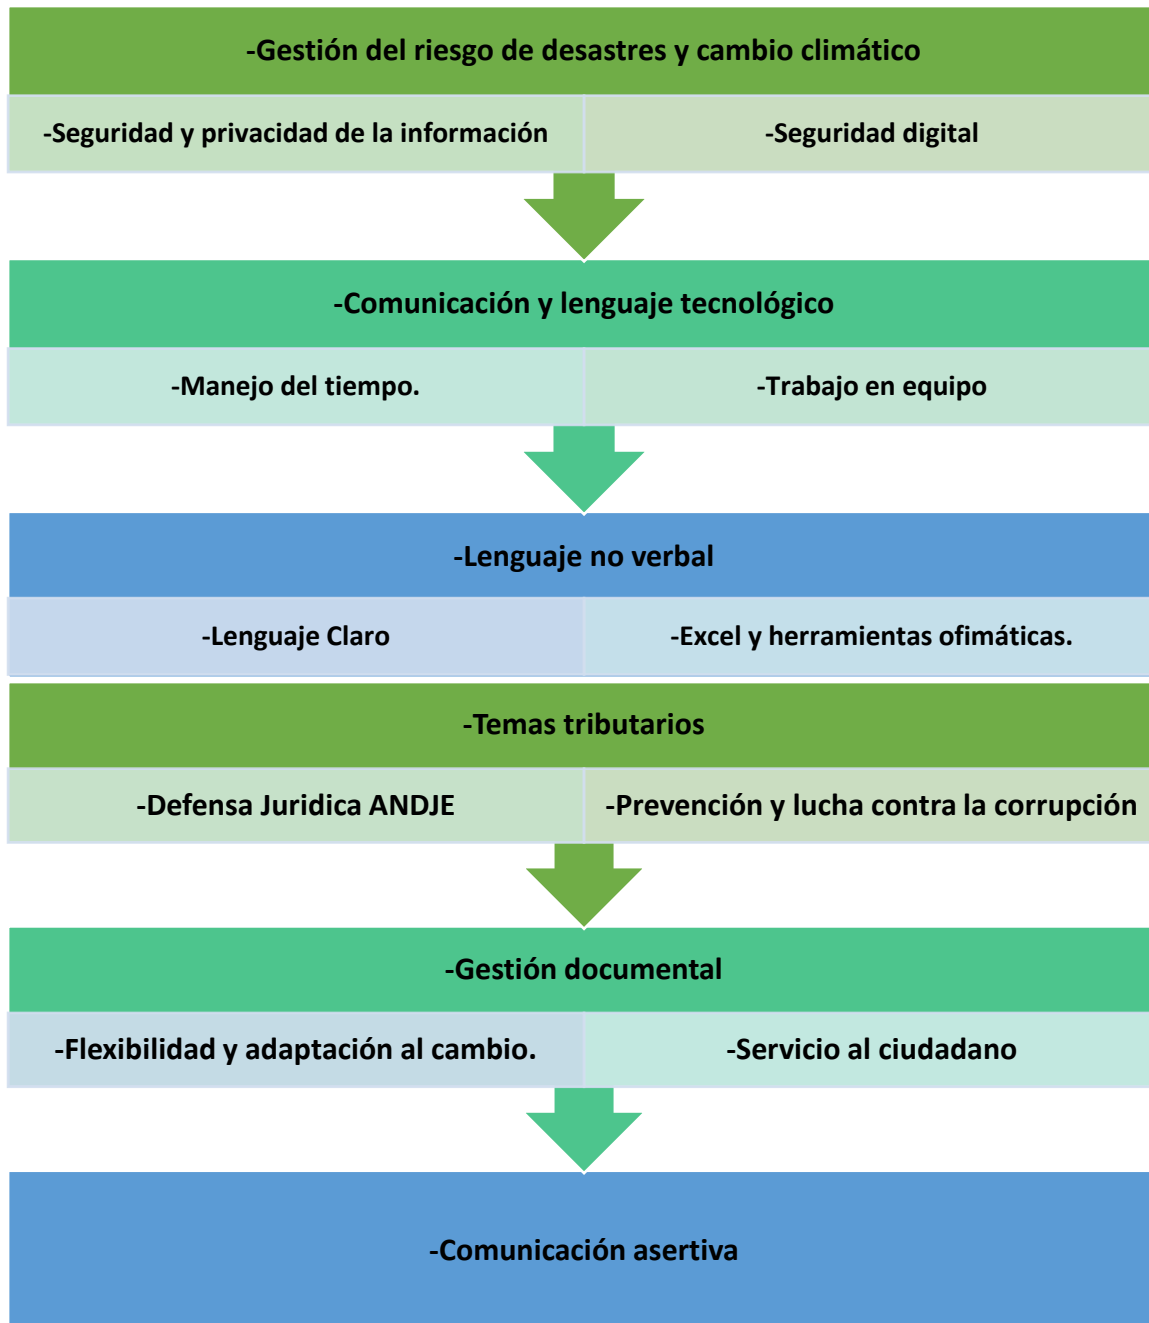 -Gestión del riesgo de desastres y cambio climático
-Seguridad y privacidad de la información
-Seguridad digital
-Comunicación y lenguaje tecnológico
-Manejo del tiempo.
-Trabajo en equipo
-Lenguaje no verbal
-Lenguaje Claro
-Excel y herramientas ofimáticas.
-Temas tributarios
-Defensa Juridica ANDJE
-Prevención y lucha contra la corrupción
-Gestión documental
-Flexibilidad y adaptación al cambio.
-Servicio al ciudadano
-Comunicación asertiva